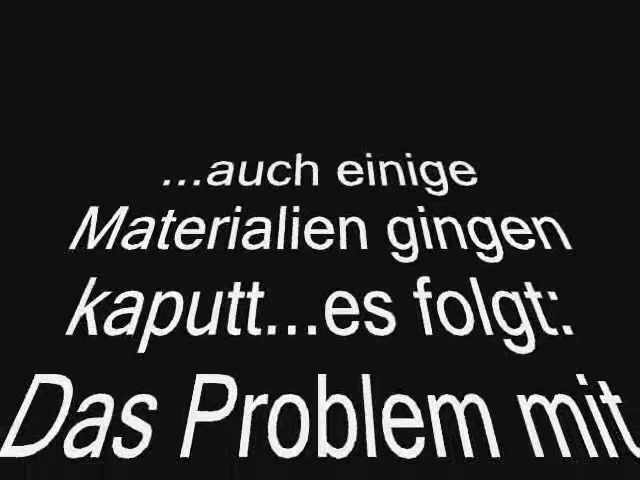 ...auch einige
Materialien gingen
kaputt...es folgt:
Das Problem mit